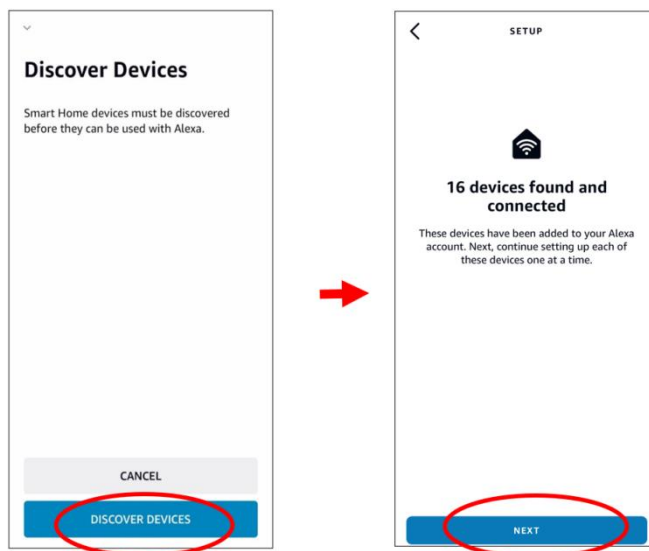 Discover Devices
Smart Home devices must be discovered
before they can be used with Alexa.
CANCEL
DISCOVER DEVICES
SETUP
16 devices found and
connected
These devices have been added to your Alexa
account. Next, continue setting up each of
these devices one at a time.
NEXT